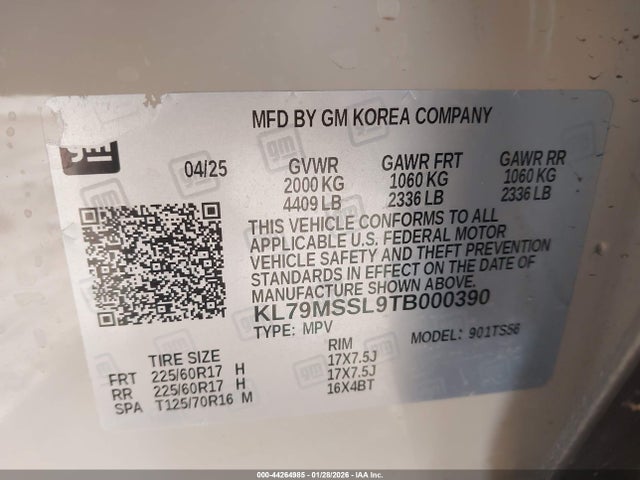 MFD BY GM KOREA COMPANY
gm
04/25 GVWR GAWR FRT GAWR RR
2000 KG 1060 KG 1060 KG
4409 LB 2336 LB 2336 LB
THIS VEHICLE CONFORMS TO ALL
APPLICABLE U.S. FEDERAL MOTOR
VEHICLE SAFETY AND THEFT PREVENTION
STANDARDS IN EFFECT ON THE DATE OF
MANUFACTURE SHOWN ABOVE.
KL79MSSL9TB000390
TYPE: MPV MODEL: 901TS56
TIRE SIZE RIM
FRT 225/60R17 H 17X7.5J
RR 225/60R17 H 17X7.5J
SPA T125/70R16 M 16X4BT
000-44264985 - 01/28/2026 - IAA Holdings, LLC.